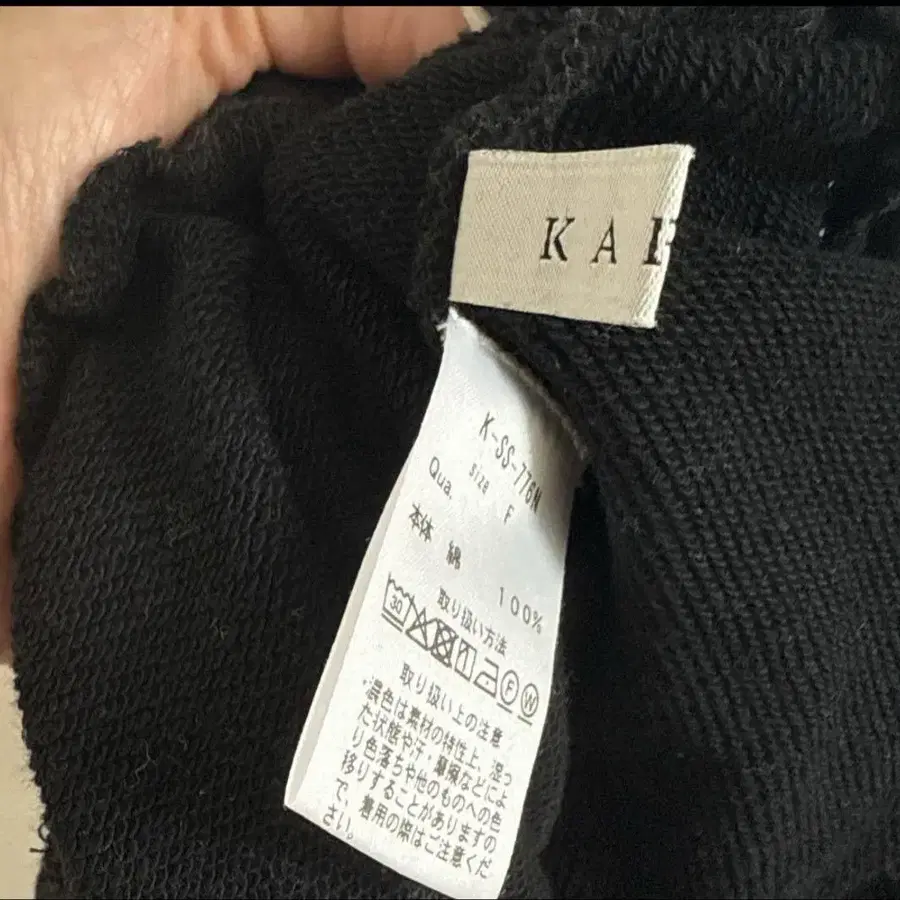 KAE
K-SS-776N
size F
Qua.
本体 綿 100%
取り扱い方法
30
F W
取り扱い上の注意
・濃色は素材の特性上、湿っ
た状態や汗・摩擦などによ
り色落ちや他のものへの色
移りすることがありますの
で、着用の際はご注意くだ
さい。